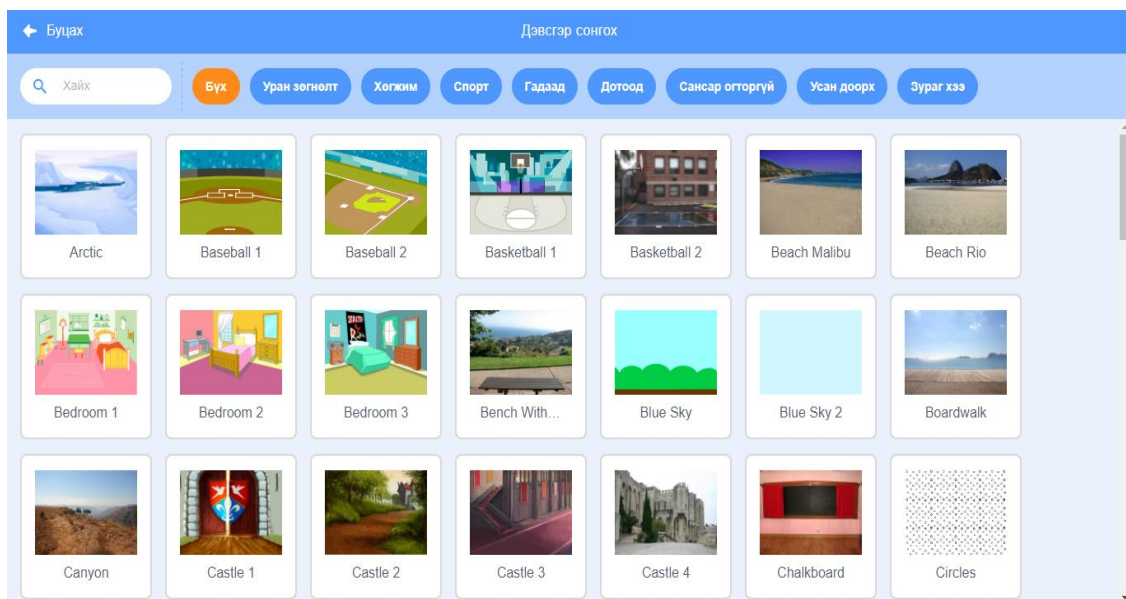 Буцах
Дэвсгэр сонгох
Хайх
Бүх
Уран зөгнөлт
Хөгжим
Спорт
Гадаад
Дотоод
Сансар огторгуй
Усан доорх
Зураг хээ
Arctic
Baseball 1
Baseball 2
Basketball 1
Basketball 2
Beach Malibu
Beach Rio
Bedroom 1
Bedroom 2
Bedroom 3
Bench With...
Blue Sky
Blue Sky 2
Boardwalk
Canyon
Castle 1
Castle 2
Castle 3
Castle 4
Chalkboard
Circles